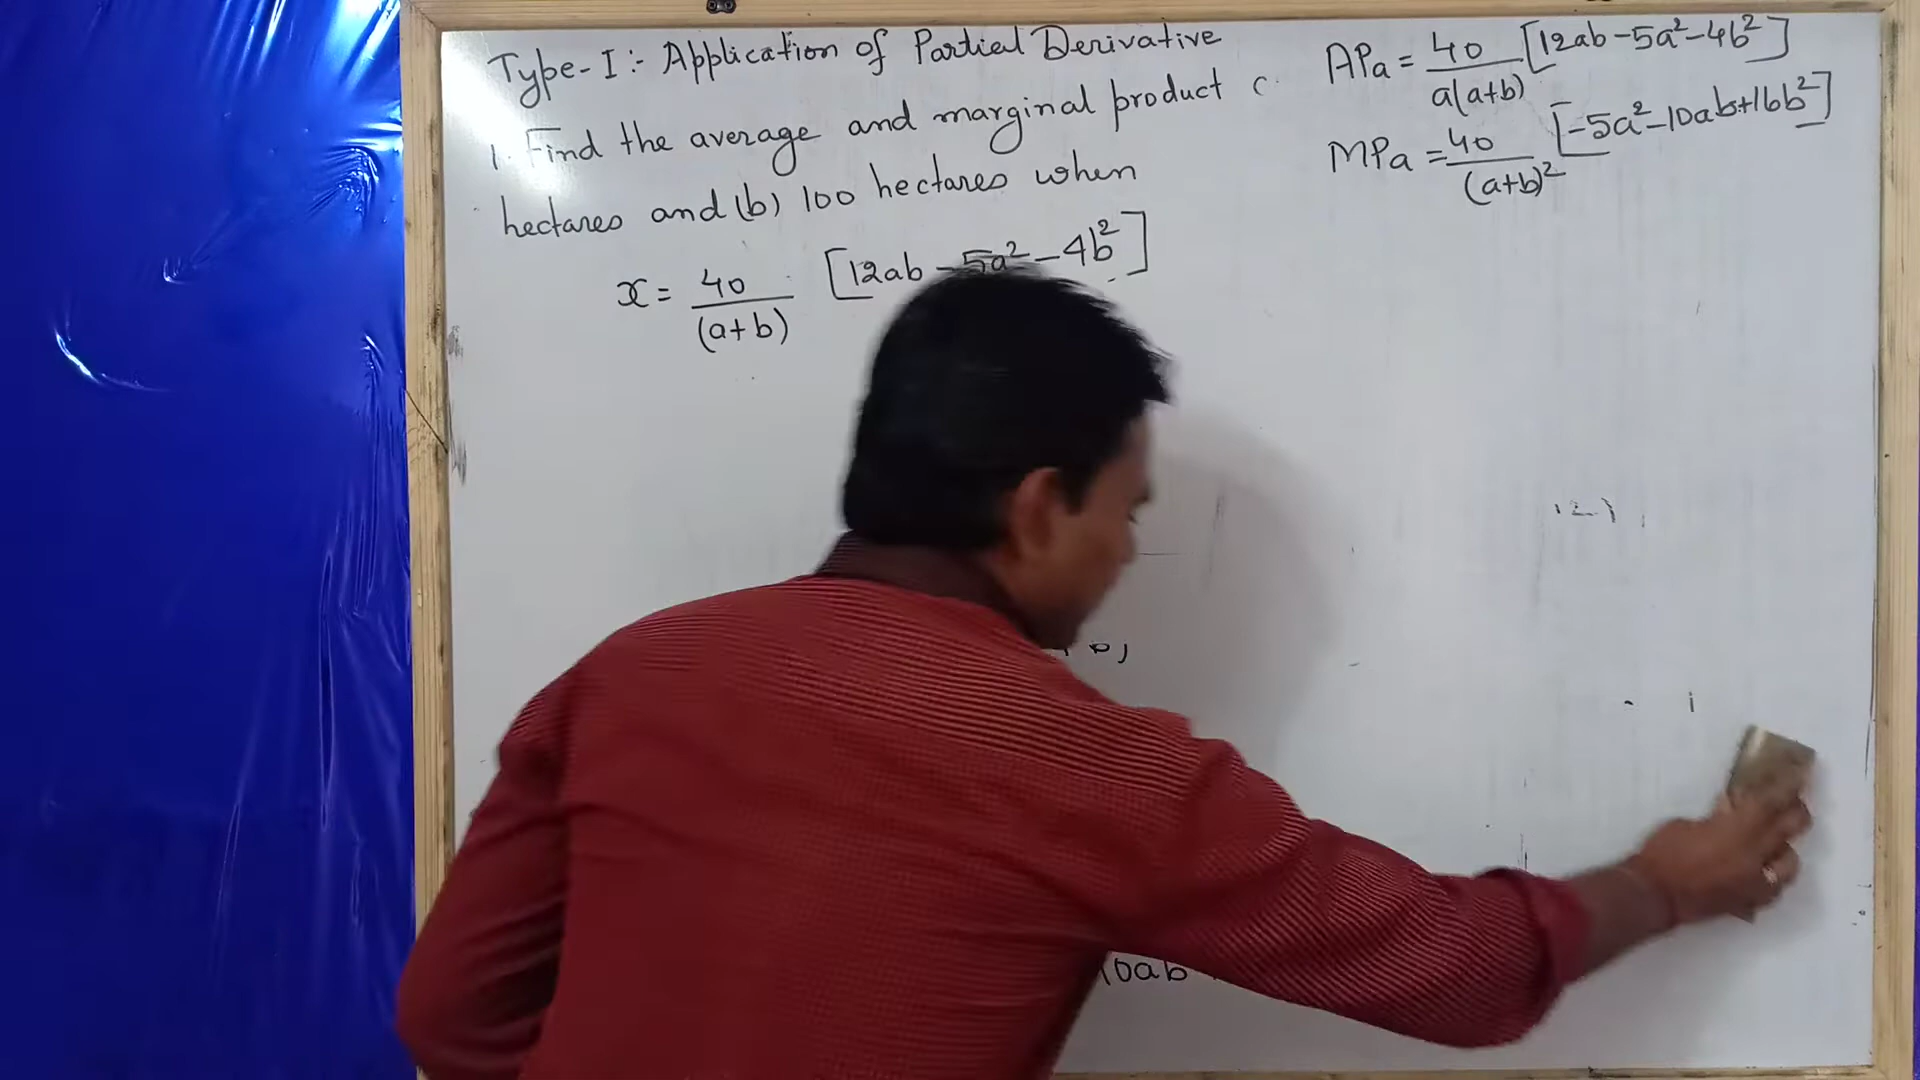 Type-I:- Application of Partial Derivative
1. Find the average and marginal product
hectares and (b) 100 hectares when
x = 40/(a+b) [12ab - 5a² - 4b²]
APa = 40/a(a+b) [12ab - 5a² - 4b²]
MPa = 40/(a+b)² [-5a² - 10ab + 16b²]
10ab